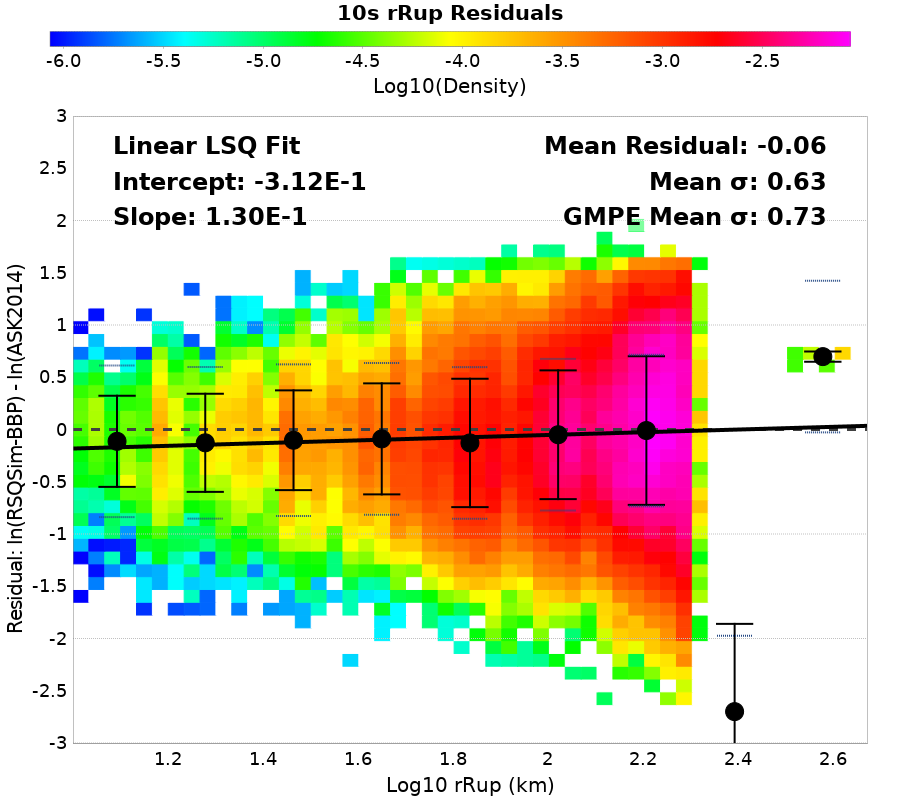 10s rRup Residuals
-6.0 -5.5 -5.0 -4.5 -4.0 -3.5 -3.0 -2.5
Log10(Density)
Linear LSQ Fit
Intercept: -3.12E-1
Slope: 1.30E-1
Mean Residual: -0.06
Mean σ: 0.63
GMPE Mean σ: 0.73
3
2.5
2
1.5
1
0.5
0
-0.5
-1
-1.5
-2
-2.5
-3
Residual: ln(RSQSim-BBP) - ln(ASK2014)
1.2 1.4 1.6 1.8 2 2.2 2.4 2.6
Log10 rRup (km)